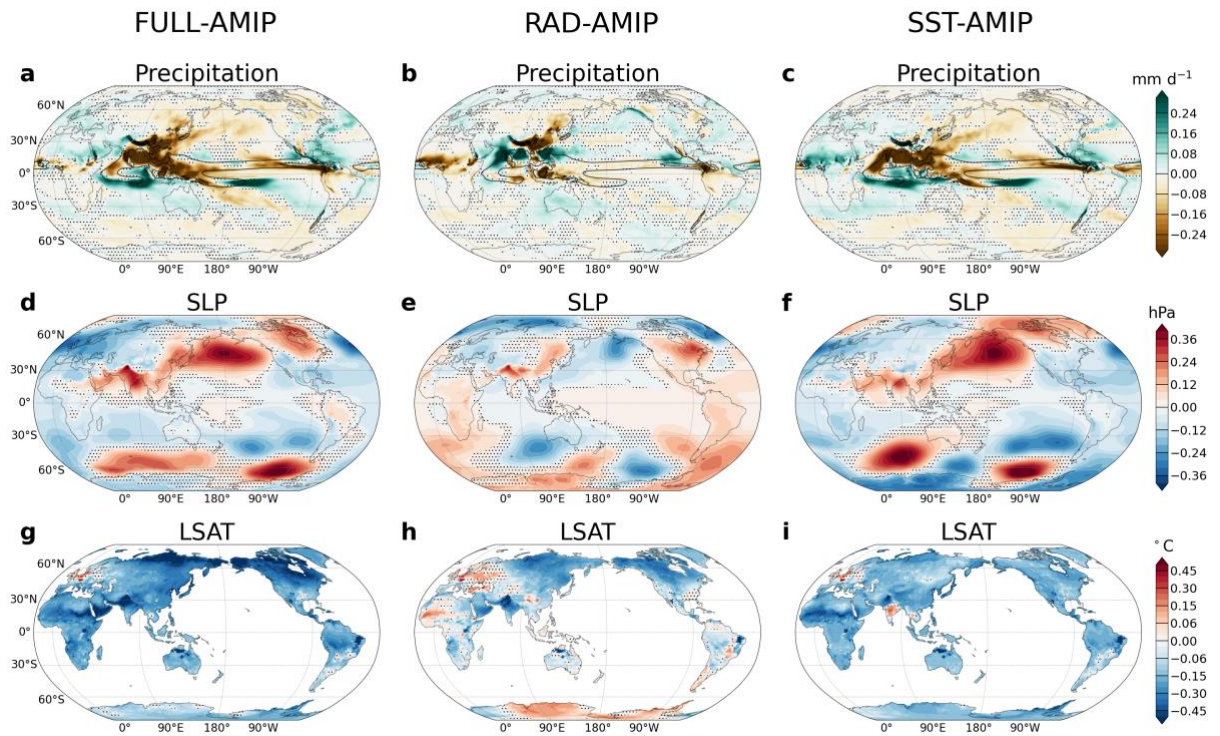 FULL-AMIP RAD-AMIP SST-AMIP
a Precipitation b Precipitation c Precipitation
mm d⁻¹
60°N
30°N
0°
30°S
60°S
0° 90°E 180° 90°W
0° 90°E 180° 90°W
0° 90°E 180° 90°W
0.24
0.16
0.08
0.00
−0.08
−0.16
−0.24
d SLP e SLP f SLP
hPa
60°N
30°N
0°
30°S
60°S
0° 90°E 180° 90°W
0° 90°E 180° 90°W
0° 90°E 180° 90°W
0.36
0.24
0.12
0.00
−0.12
−0.24
−0.36
g LSAT h LSAT i LSAT
°C
60°N
30°N
0°
30°S
60°S
0° 90°E 180° 90°W
0° 90°E 180° 90°W
0° 90°E 180° 90°W
0.45
0.30
0.15
0.00
−0.06
−0.15
−0.30
−0.45